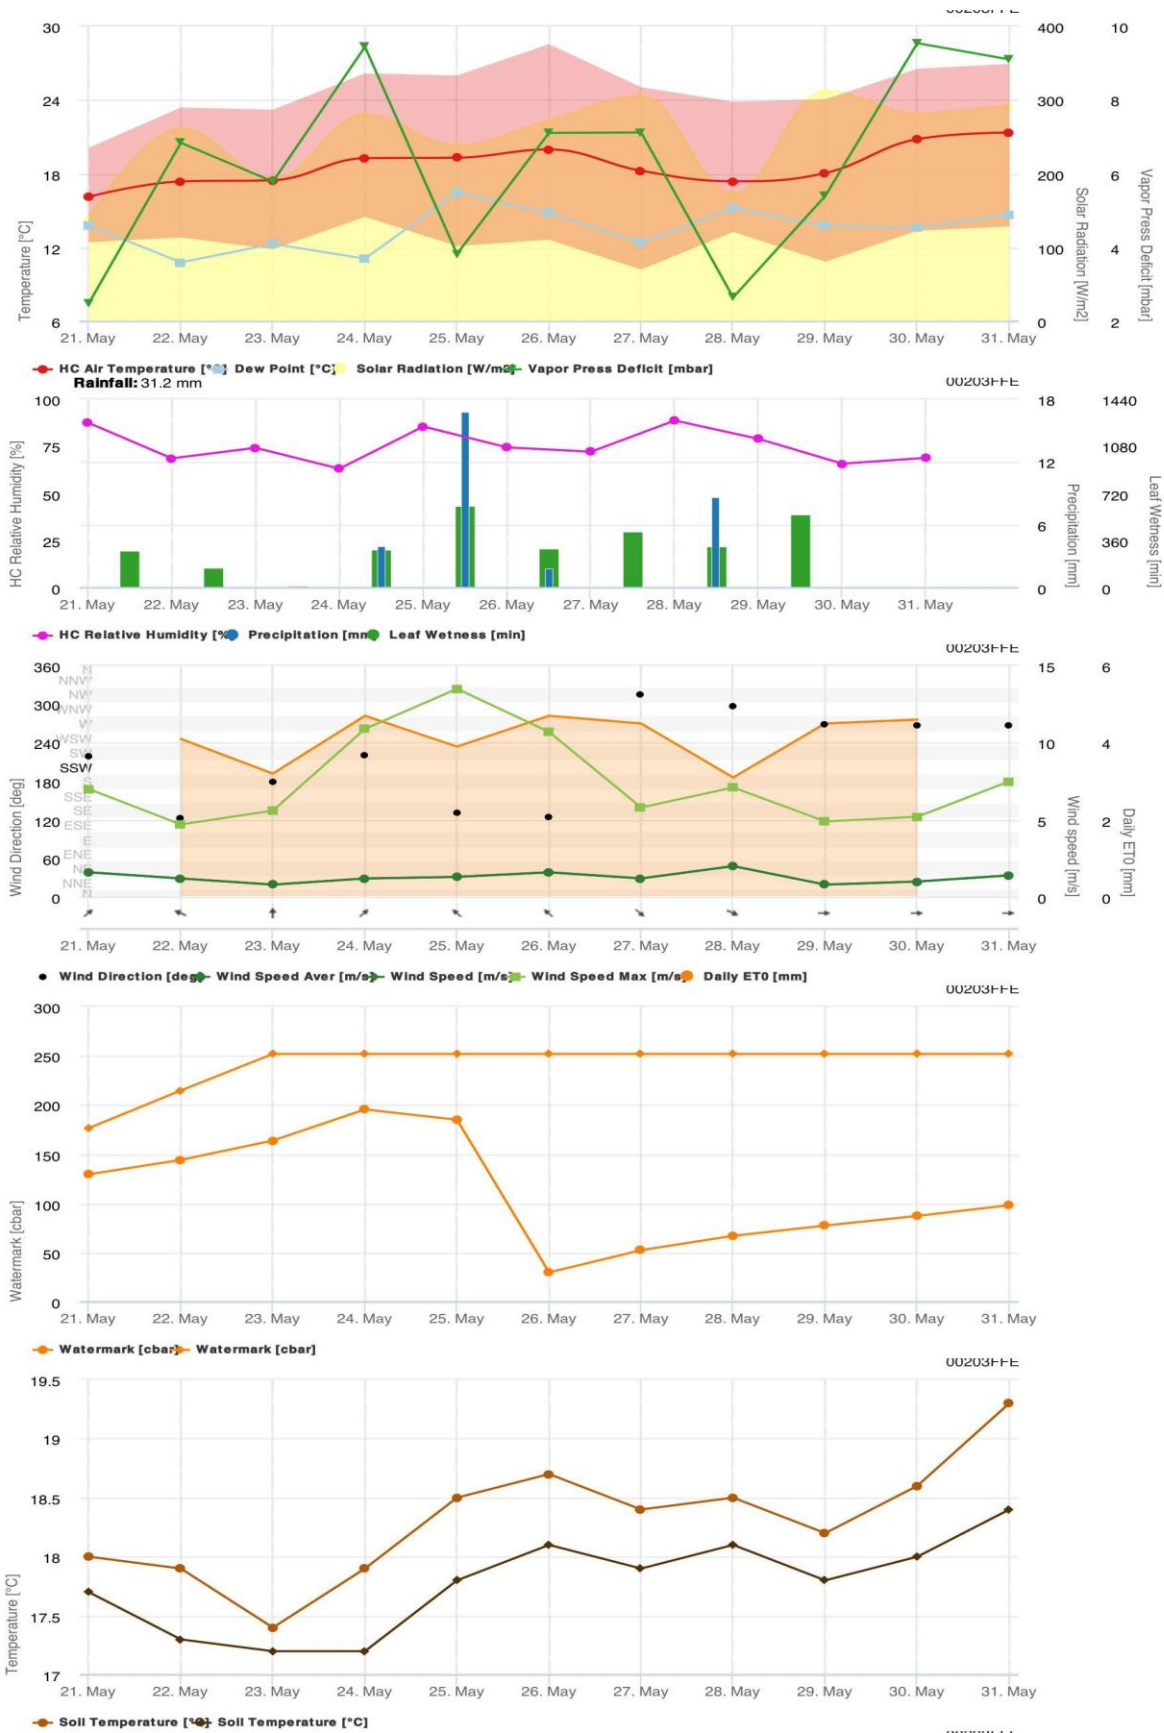 30 400 10
24 300 8
18 200 6
12 100 4
6 0 2
Temperature [°C]
Solar Radiation [W/m2]
Vapor Press Deficit [mbar]
21. May 22. May 23. May 24. May 25. May 26. May 27. May 28. May 29. May 30. May 31. May
HC Air Temperature [° Dew Point [°C] Solar Radiation [W/m2 Vapor Press Deficit [mbar]
Rainfall: 31.2 mm 00203FFE
100 18 1440
75 12 1080
50 720
25 6 360
0 0 0
HC Relative Humidity [%]
Precipitation [mm]
Leaf Wetness [min]
21. May 22. May 23. May 24. May 25. May 26. May 27. May 28. May 29. May 30. May 31. May
HC Relative Humidity [% Precipitation [mm Leaf Wetness [min]
00203FFE
360 N 15 6
NNW
NW
300 WNW
W
240 WSW 10 4
SW
SSW
180 S
SSE
SE
120 ESE 5 2
E
ENE
60 NE
NNE
0 N 0 0
Wind Direction [deg]
Wind speed [m/s]
Daily ET0 [mm]
21. May 22. May 23. May 24. May 25. May 26. May 27. May 28. May 29. May 30. May 31. May
Wind Direction [deg Wind Speed Aver [m/s] Wind Speed [m/s Wind Speed Max [m/s Daily ET0 [mm]
00203FFE
300
250
200
150
100
50
0
Watermark [cbar]
21. May 22. May 23. May 24. May 25. May 26. May 27. May 28. May 29. May 30. May 31. May
Watermark [cbar] Watermark [cbar]
00203FFE
19.5
19
18.5
18
17.5
17
Temperature [°C]
21. May 22. May 23. May 24. May 25. May 26. May 27. May 28. May 29. May 30. May 31. May
Soil Temperature [°C] Soil Temperature [°C]